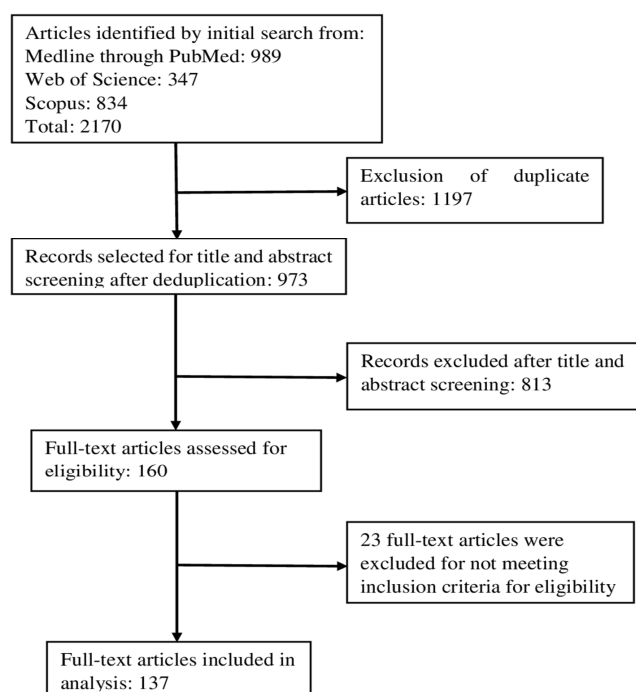 Articles identified by initial search from:
Medline through PubMed: 989
Web of Science: 347
Scopus: 834
Total: 2170
Exclusion of duplicate
articles: 1197
Records selected for title and abstract
screening after deduplication: 973
Records excluded after title and
abstract screening: 813
Full-text articles assessed for
eligibility: 160
23 full-text articles were
excluded for not meeting
inclusion criteria for eligibility
Full-text articles included in
analysis: 137